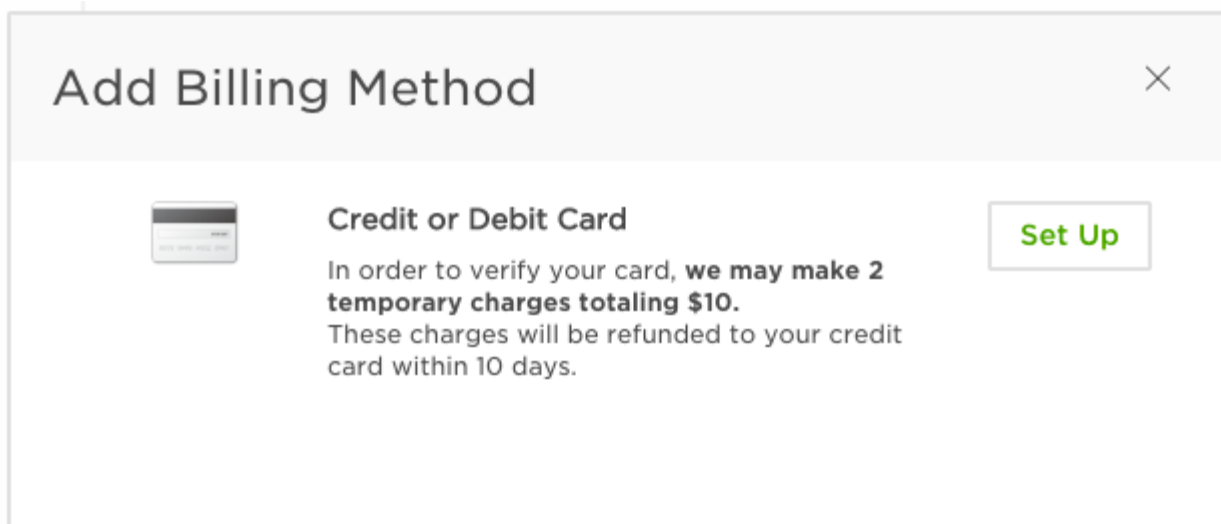 Add Billing Method
Credit or Debit Card
Set Up
In order to verify your card, we may make 2
temporary charges totaling $10.
These charges will be refunded to your credit
card within 10 days.